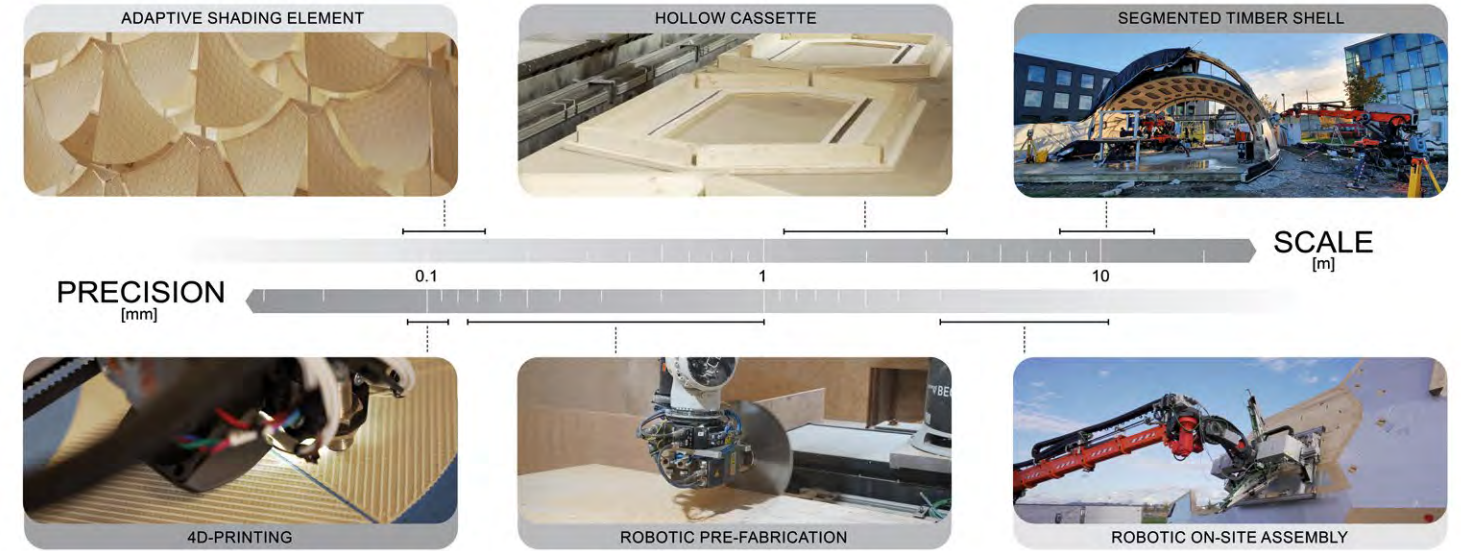 ADAPTIVE SHADING ELEMENT
HOLLOW CASSETTE
SEGMENTED TIMBER SHELL
SCALE
[m]
0.1
1
10
PRECISION
[mm]
4D-PRINTING
ROBOTIC PRE-FABRICATION
ROBOTIC ON-SITE ASSEMBLY